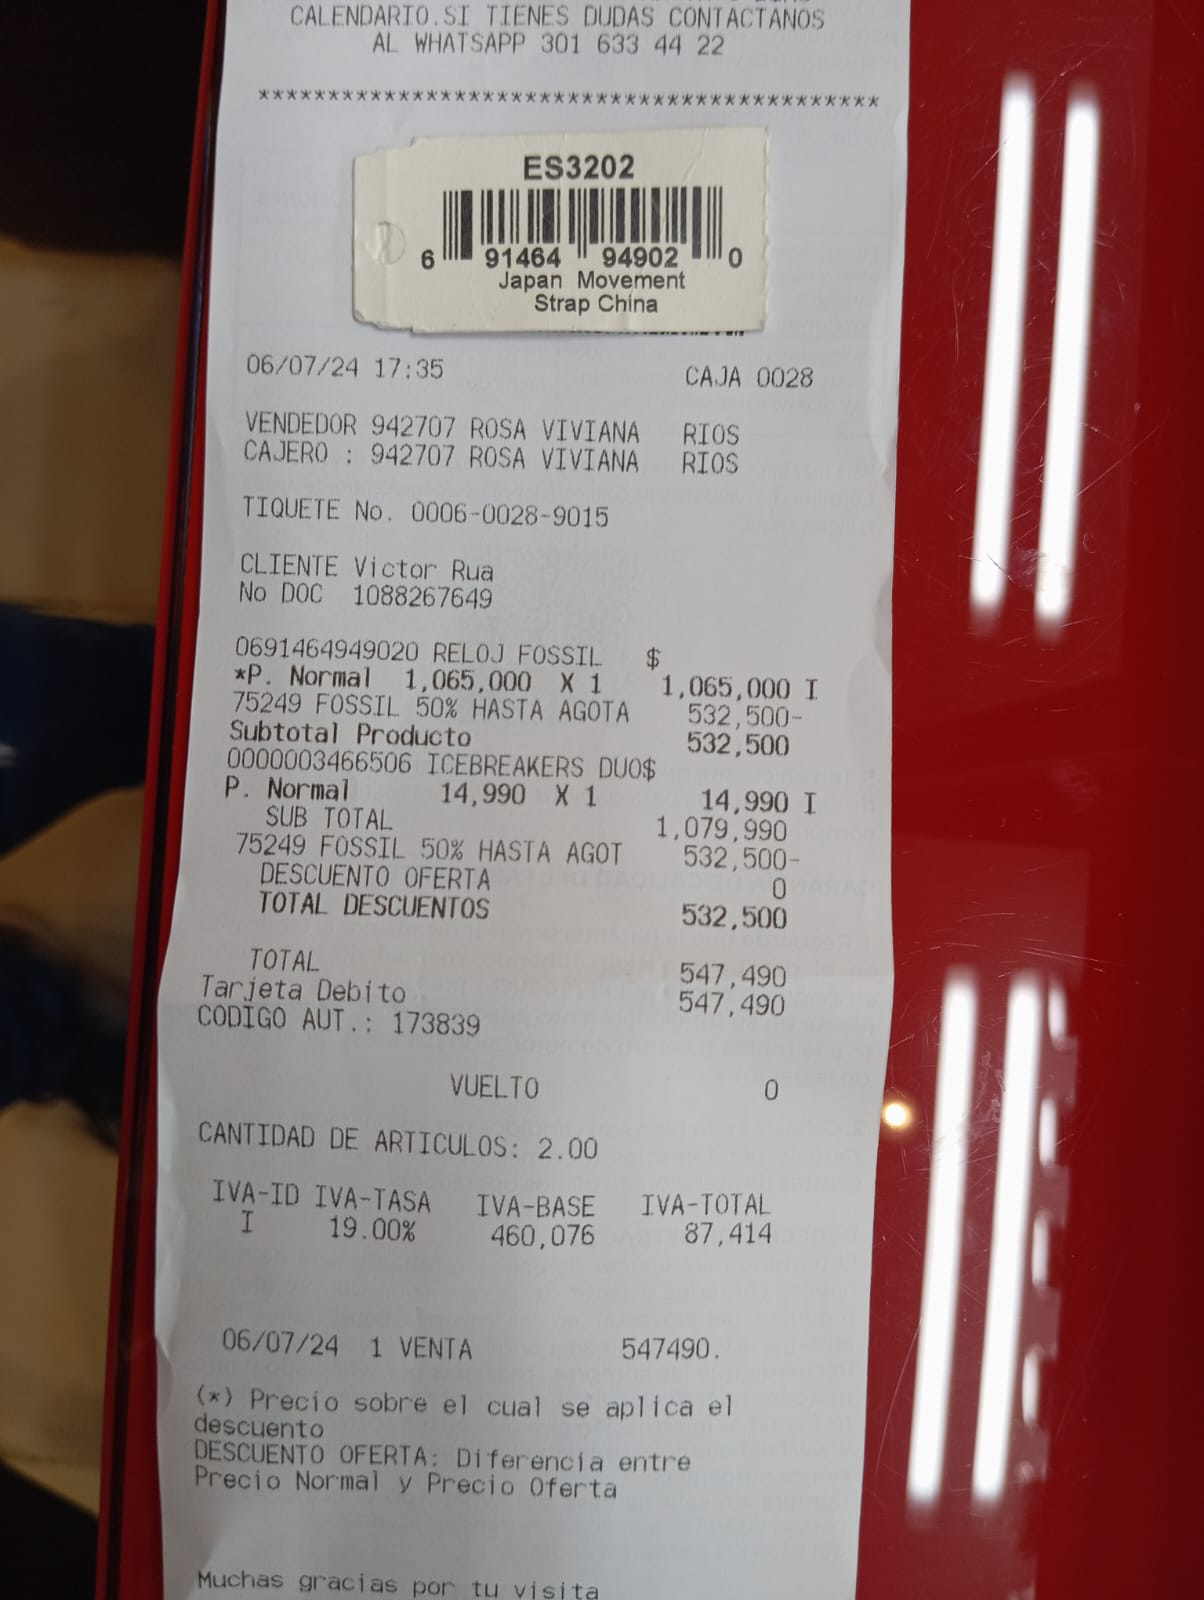 CALENDARIO.SI TIENES DUDAS CONTACTANOS
AL WHATSAPP 301 633 44 22
********************************************
ES3202
6 91464 94902 0
Japan Movement
Strap China
06/07/24 17:35 CAJA 0028
VENDEDOR 942707 ROSA VIVIANA RIOS
CAJERO : 942707 ROSA VIVIANA RIOS
TIQUETE No. 0006-0028-9015
CLIENTE Victor Rua
No DOC 1088267649
0691464949020 RELOJ FOSSIL $
*P. Normal 1,065,000 X 1 1,065,000 I
75249 FOSSIL 50% HASTA AGOTA 532,500-
Subtotal Producto 532,500
0000003466506 ICEBREAKERS DUO$
P. Normal 14,990 X 1 14,990 I
SUB TOTAL 1,079,990
75249 FOSSIL 50% HASTA AGOT 532,500-
DESCUENTO OFERTA 0
TOTAL DESCUENTOS 532,500
TOTAL 547,490
Tarjeta Debito 547,490
CODIGO AUT.: 173839
VUELTO 0
CANTIDAD DE ARTICULOS: 2.00
IVA-ID IVA-TASA IVA-BASE IVA-TOTAL
I 19.00% 460,076 87,414
06/07/24 1 VENTA 547490.
(*) Precio sobre el cual se aplica el
descuento
DESCUENTO OFERTA: Diferencia entre
Precio Normal y Precio Oferta
Muchas gracias por tu visita